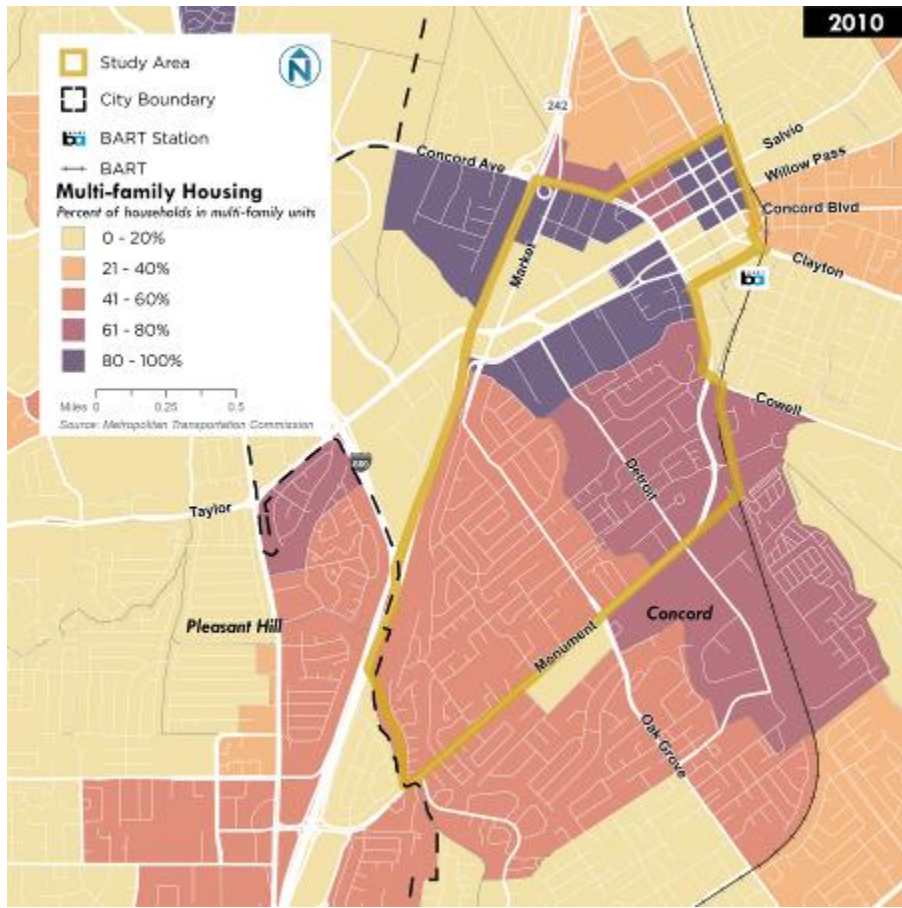 2010
Study Area
N
City Boundary
ba BART Station
BART
Multi-family Housing
Percent of households in multi-family units
0 - 20%
21 - 40%
41 - 60%
61 - 80%
80 - 100%
Miles 0 0.25 0.5
Source: Metropolitan Transportation Commission
242
Salvio
Concord Ave
Willow Pass
Concord Blvd
Market
Clayton
ba
Cowell
680
Detroit
Taylor
Pleasant Hill
Concord
Monument
Oak Grove